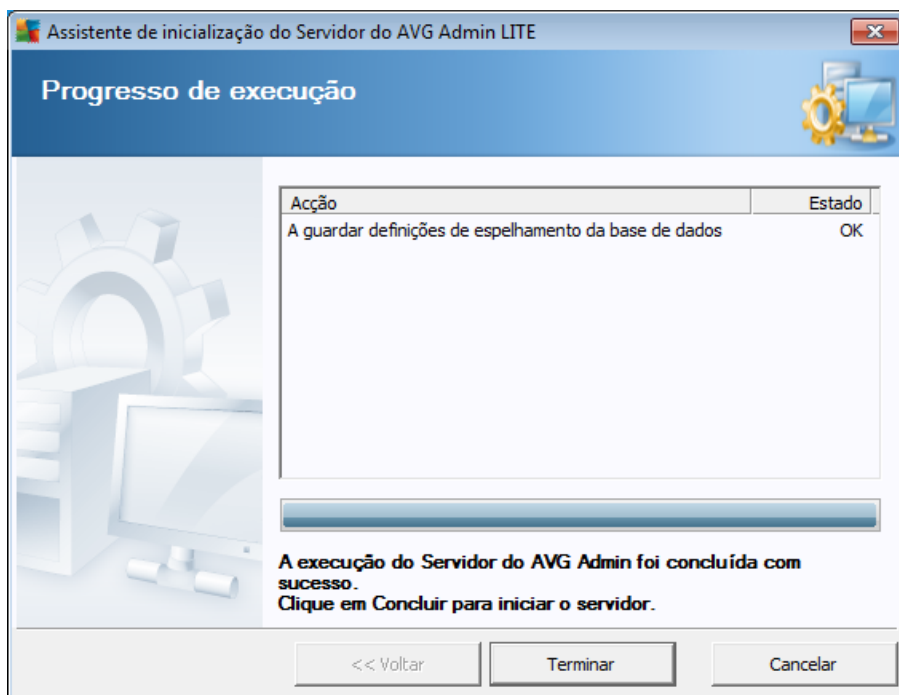 Assistente de inicialização do Servidor do AVG Admin LITE
Progresso de execução
Acção Estado
A guardar definições de espelhamento da base de dados OK
A execução do Servidor do AVG Admin foi concluída com
sucesso.
Clique em Concluir para iniciar o servidor.
<< Voltar Terminar Cancelar